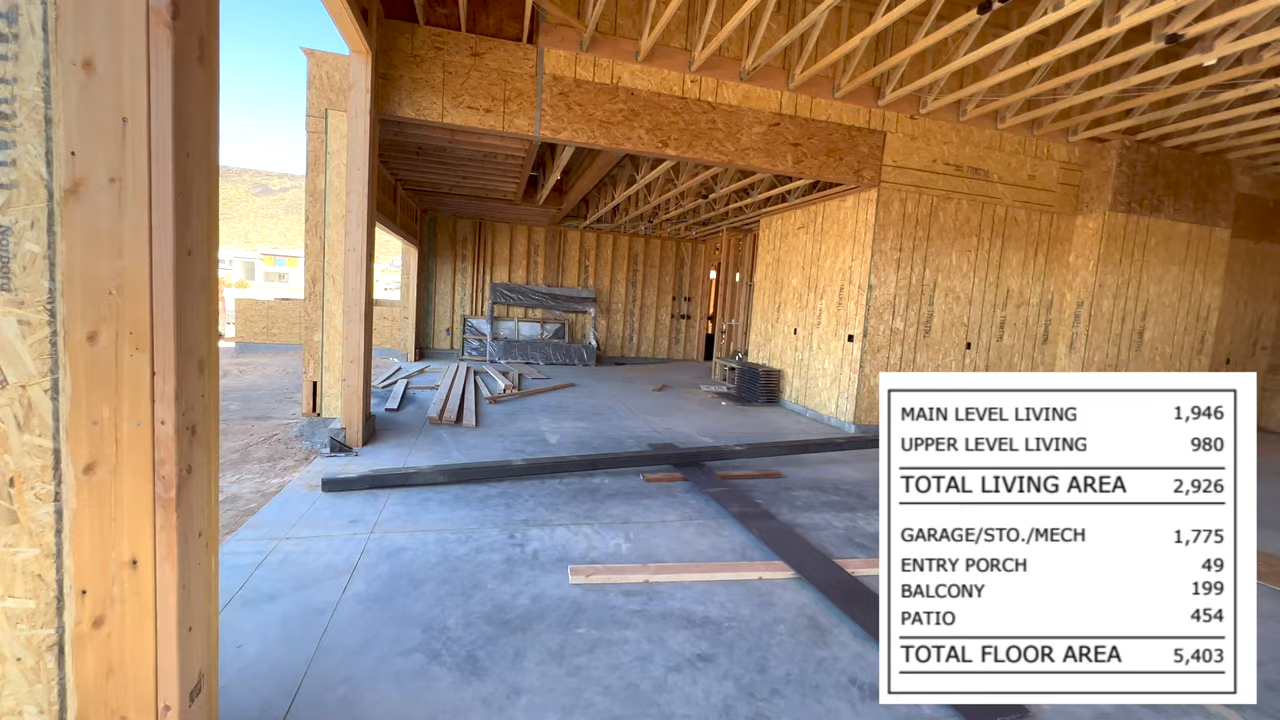 MAIN LEVEL LIVING 1,946
UPPER LEVEL LIVING 980
TOTAL LIVING AREA 2,926
GARAGE/STO./MECH 1,775
ENTRY PORCH 49
BALCONY 199
PATIO 454
TOTAL FLOOR AREA 5,403